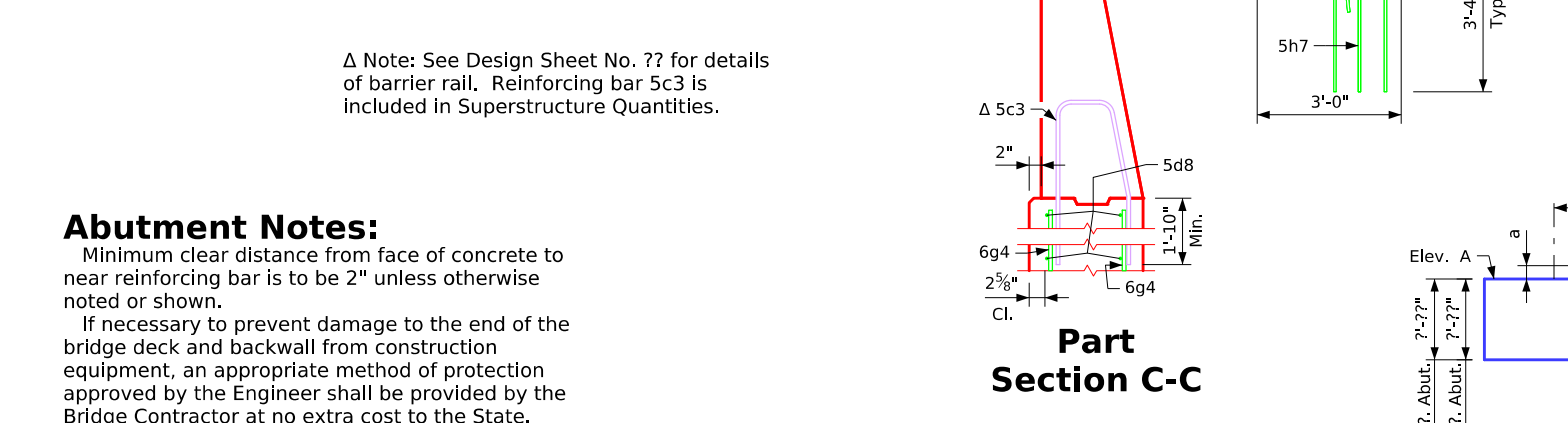 Δ Note: See Design Sheet No. ?? for details
of barrier rail.  Reinforcing bar 5c3 is
included in Superstructure Quantities.
Abutment Notes:
Minimum clear distance from face of concrete to
near reinforcing bar is to be 2" unless otherwise
noted or shown.
If necessary to prevent damage to the end of the
bridge deck and backwall from construction
equipment, an appropriate method of protection
approved by the Engineer shall be provided by the
Bridge Contractor at no extra cost to the State.
Δ 5c3
2"
5d8
1'-10"
Min.
6g4
2⅝"
Cl.
6g4
Part
Section C-C
5h7
3'-0"
3'-4
Typ
a
Elev.  A
?'-??"
?'-??"
?. Abut.
?. Abut.